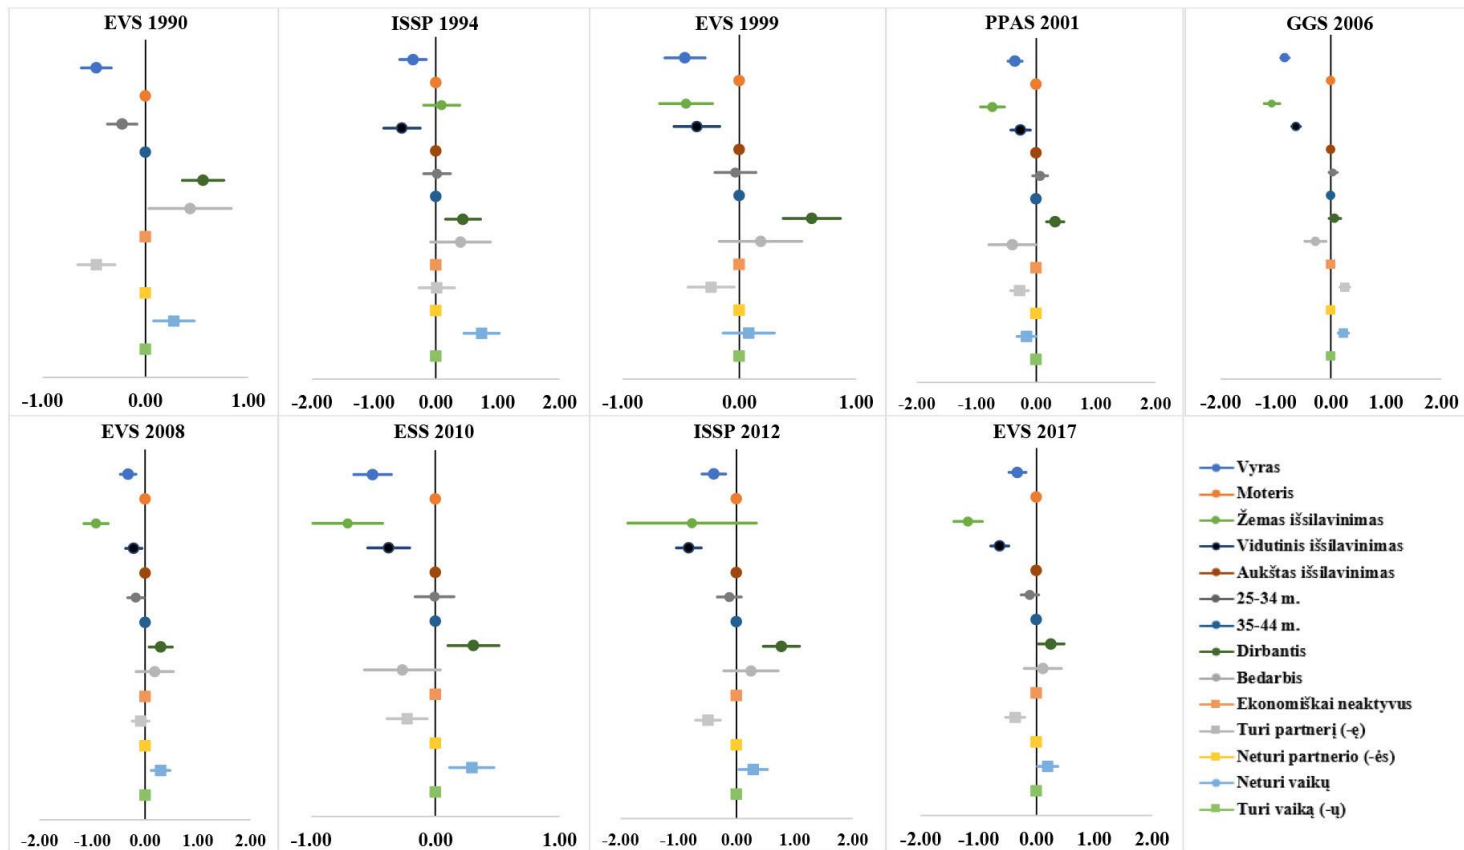 EVS 1990
ISSP 1994
EVS 1999
PPAS 2001
GGS 2006
-1.00 0.00 1.00
-2.00 -1.00 0.00 1.00 2.00
-1.00 0.00 1.00
-2.00 -1.00 0.00 1.00 2.00
-2.00 -1.00 0.00 1.00 2.00
EVS 2008
ESS 2010
ISSP 2012
EVS 2017
Vyras
Moteris
Žemas išsilavinimas
Vidutinis išsilavinimas
Aukštas išsilavinimas
25-34 m.
35-44 m.
Dirbantis
Bedarbis
Ekonomiškai neaktyvus
Turi partnerį (-ę)
Neturi partnerio (-ės)
Neturi vaikų
Turi vaiką (-ų)
-2.00 -1.00 0.00 1.00 2.00
-1.00 0.00 1.00
-2.00 -1.00 0.00 1.00 2.00
-2.00 -1.00 0.00 1.00 2.00